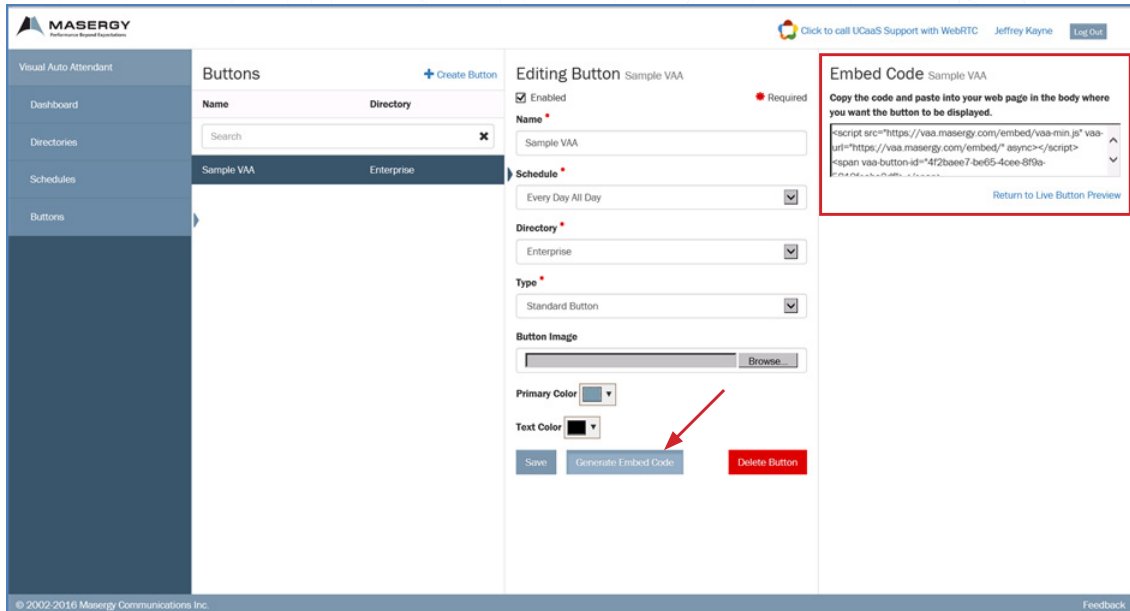 MASERGY
Performance Beyond Expectations
Click to call UCaaS Support with WebRTC Jeffrey Kayne Log Out
Visual Auto Attendant
Dashboard
Directories
Schedules
Buttons
Buttons
Create Button
Name Directory
Search
Sample VAA Enterprise
Editing Button Sample VAA
Enabled Required
Name *
Sample VAA
Schedule *
Every Day All Day
Directory *
Enterprise
Type *
Standard Button
Button Image
Browse...
Primary Color
Text Color
Save Generate Embed Code Delete Button
Embed Code Sample VAA
Copy the code and paste into your web page in the body where
you want the button to be displayed.
<script src="https://vaa.masergy.com/embed/vaa-min.js" vaa-
url="https://vaa.masergy.com/embed/" async></script>
<span vaa-button-id="4f2baee7-be65-4cee-8f9a-
Return to Live Button Preview
© 2002-2016 Masergy Communications Inc. Feedback